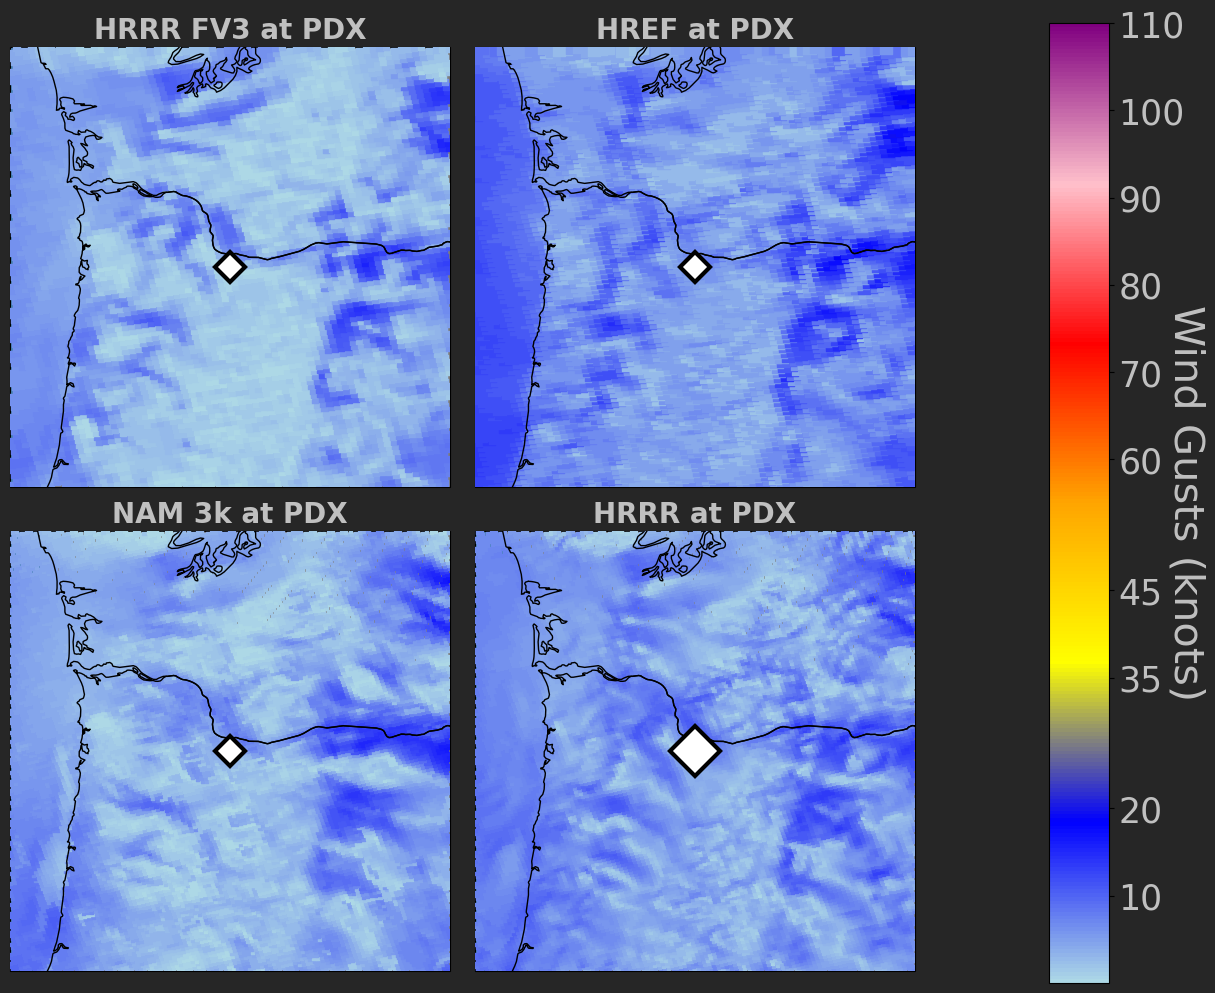 HRRR FV3 at PDX
HREF at PDX
NAM 3k at PDX
HRRR at PDX
110
100
90
80
70
60
45
35
20
10
Wind Gusts (knots)